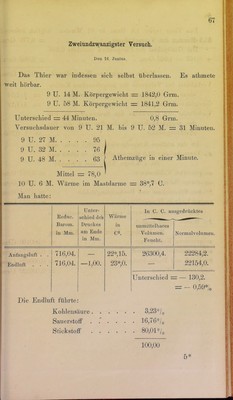 67
Zweiundzwanzigster Versuch.
Den 12. Januar.
Das Thier war indessen sich selbst überlassen. Es athmete
weit hörbar.
9 U. 14 M. Körpergewicht = 1842,0 Grm.
9 U. 58 M. Körpergewicht = 1841,2 Grm.
Unterschied = 44 Minuten. 0,8 Grm.
Versuchsdauer von 9 U. 21 M. bis 9 U. 52 M. = 31 Minuten.
9 U. 27 M. . . . . 95
9 U. 32 M. . . . . 76
9 U. 48 M. . . . . 63
Athemzüge in einer Minute.
Mittel = 78,0
10 U. 6 M. Wärme im Mastdarme = 38°,7 C.
Man hatte:
Reduc. Barom. in Mm.
Unterschied des Druckes am Ende in Mm.
Wärme in C°.
In C. C. ausgedrücktes
unmittelbares Volumen. Feucht.
Normalvolumen.
Anfangsluft . . 716,04. — 22°,15. 26300,4. 22284,2.
Endluft . . . 716,04. —1,00. 23°,0. — 22154,0.
Unterschied = — 130,2.
= — 0,59%
Die Endluft führte:
Kohlensäure . . . . . . 3,23%
Sauerstoff . . . . . . 16,76%
Stickstoff . . . . . . 80,01%
100,00
5*